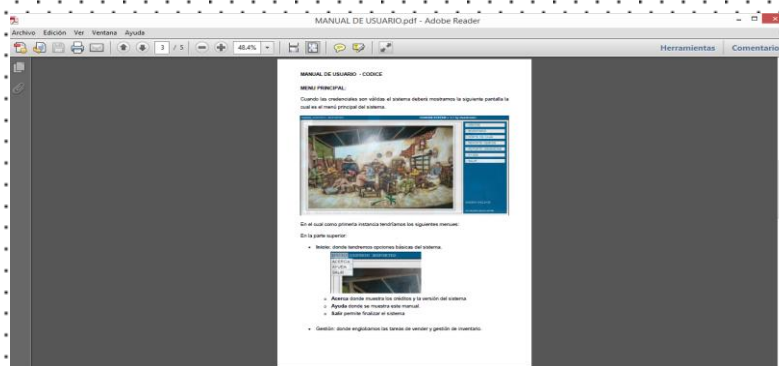 MANUAL DE USUARIO.pdf - Adobe Reader
Archivo Edición Ver Ventana Ayuda
3 / 5 48.4% Herramientas Comentario
MANUAL DE USUARIO - CODICE
MENU PRINCIPAL:
Cuando las credenciales son válidas el sistema deberá mostrarnos la siguiente pantalla la
cual es el menú principal del sistema.
En el cual como primera instancia tendríamos los siguientes menues:
En la parte superior:
• Inicio: donde tendremos opciones básicas del sistema.
ACERCA
AYUDA
SALIR
o Acerca donde muestra los créditos y la versión del sistema
o Ayuda donde se muestra este manual.
o Salir permite finalizar el sistema
• Gestión: donde englobamos las tareas de vender y gestión de inventario.